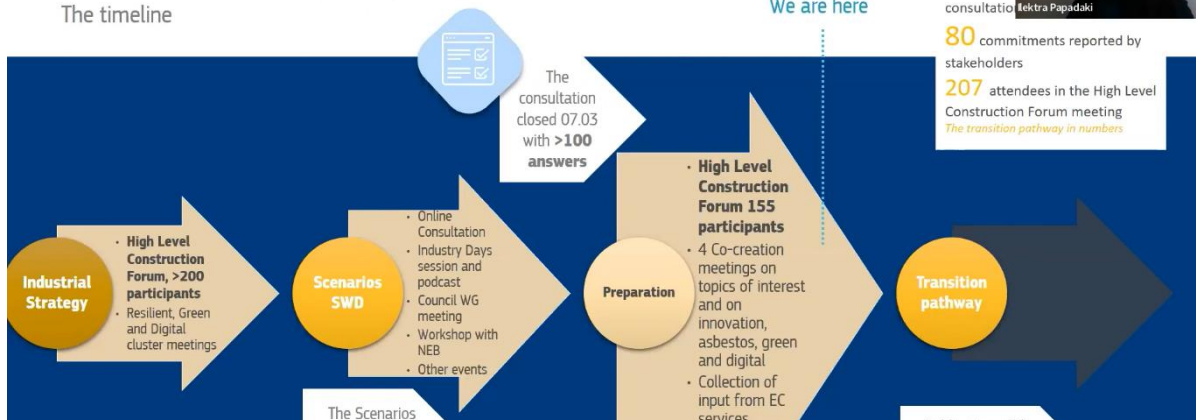 The timeline
We are here
consultatio
lektra Papadaki
80 commitments reported by
stakeholders
207 attendees in the High Level
Construction Forum meeting
The transition pathway in numbers
The
consultation
closed 07.03
with >100
answers
Industrial
Strategy
• High Level
Construction
Forum, >200
participants
• Resilient, Green
and Digital
cluster meetings
Scenarios
SWD
• Online
Consultation
• Industry Days
session and
podcast
• Council WG
meeting
• Workshop with
NEB
• Other events
Preparation
• High Level
Construction
Forum 155
participants
• 4 Co-creation
meetings on
topics of interest
and on
innovation,
asbestos, green
and digital
• Collection of
input from EC
services
Transition
pathway
The Scenarios